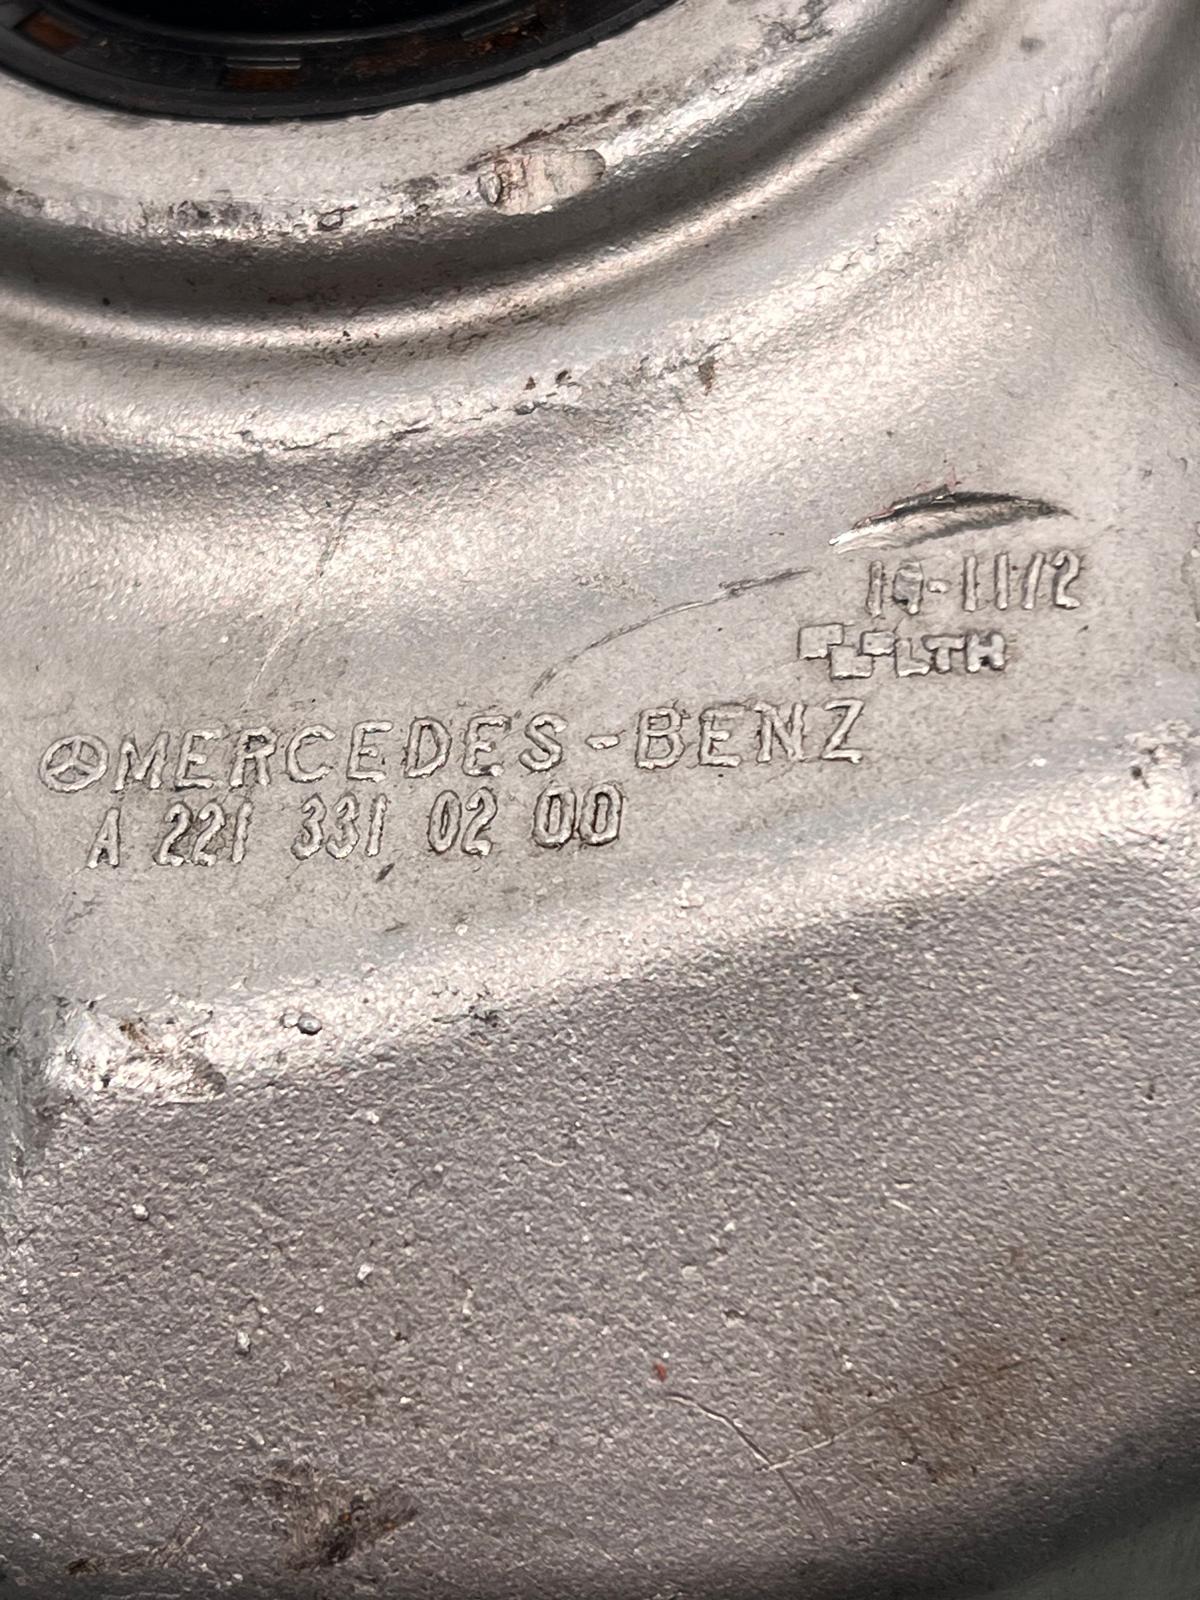 19-11/2
LTH
MERCEDES-BENZ
A 221 331 02 00